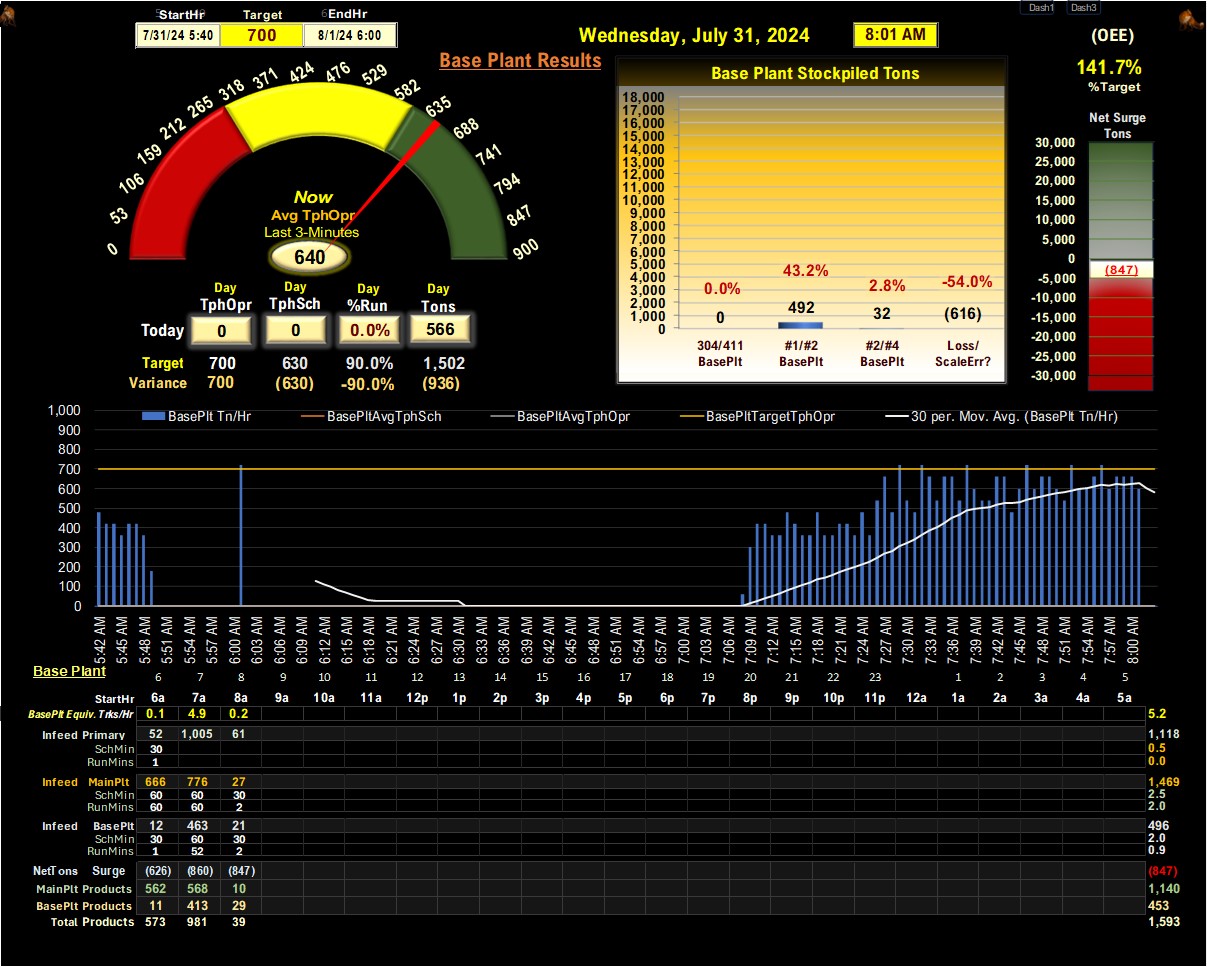 Dash1 Dash3
StartHr Target EndHr
7/31/24 5:40 700 8/1/24 6:00
Wednesday, July 31, 2024 8:01 AM
(OEE)
141.7%
%Target
Base Plant Results
Net Surge
Tons
30,000
25,000
20,000
15,000
10,000
5,000
0
(847)
-5,000
-10,000
-15,000
-20,000
-25,000
-30,000
0 53 106 159 212 265 318 371 424 476 529 582 635 688 741 794 847 900
Now
Avg TphOpr
Last 3-Minutes
640
Day Day Day Day
TphOpr TphSch %Run Tons
Today 0 0 0.0% 566
Target 700 630 90.0% 1,502
Variance 700 (630) -90.0% (936)
Base Plant Stockpiled Tons
18,000
17,000
16,000
15,000
14,000
13,000
12,000
11,000
10,000
9,000
8,000
7,000
6,000
5,000
4,000
3,000
2,000
1,000
0
0.0% 43.2% 2.8% -54.0%
0 492 32 (616)
304/411 #1/#2 #2/#4 Loss/
BasePlt BasePlt BasePlt ScaleErr?
BasePlt Tn/Hr BasePltAvgTphSch BasePltAvgTphOpr BasePltTargetTphOpr 30 per. Mov. Avg. (BasePlt Tn/Hr)
1,000
900
800
700
600
500
400
300
200
100
0
5:42 AM 5:45 AM 5:48 AM 5:51 AM 5:54 AM 5:57 AM 6:00 AM 6:03 AM 6:06 AM 6:09 AM 6:12 AM 6:15 AM 6:18 AM 6:21 AM 6:24 AM 6:27 AM 6:30 AM 6:33 AM 6:36 AM 6:39 AM 6:42 AM 6:45 AM 6:48 AM 6:51 AM 6:54 AM 6:57 AM 7:00 AM 7:03 AM 7:06 AM 7:09 AM 7:12 AM 7:15 AM 7:18 AM 7:21 AM 7:24 AM 7:27 AM 7:30 AM 7:33 AM 7:36 AM 7:39 AM 7:42 AM 7:45 AM 7:48 AM 7:51 AM 7:54 AM 7:57 AM 8:00 AM
Base Plant
6 7 8 9 10 11 12 13 14 15 16 17 18 19 20 21 22 23 1 2 3 4 5
StartHr 6a 7a 8a 9a 10a 11a 12p 1p 2p 3p 4p 5p 6p 7p 8p 9p 10p 11p 12a 1a 2a 3a 4a 5a
BasePlt Equiv. Trks/Hr 0.1 4.9 0.2 5.2
Infeed Primary 52 1,005 61 1,118
SchMin 30 0.5
RunMins 1 0.0
Infeed MainPlt 666 776 27 1,469
SchMin 60 60 30 2.5
RunMins 60 60 2 2.0
Infeed BasePlt 12 463 21 496
SchMin 30 60 30 2.0
RunMins 1 52 2 0.9
NetTons Surge (626) (860) (847) (847)
MainPlt Products 562 568 10 1,140
BasePlt Products 11 413 29 453
Total Products 573 981 39 1,593